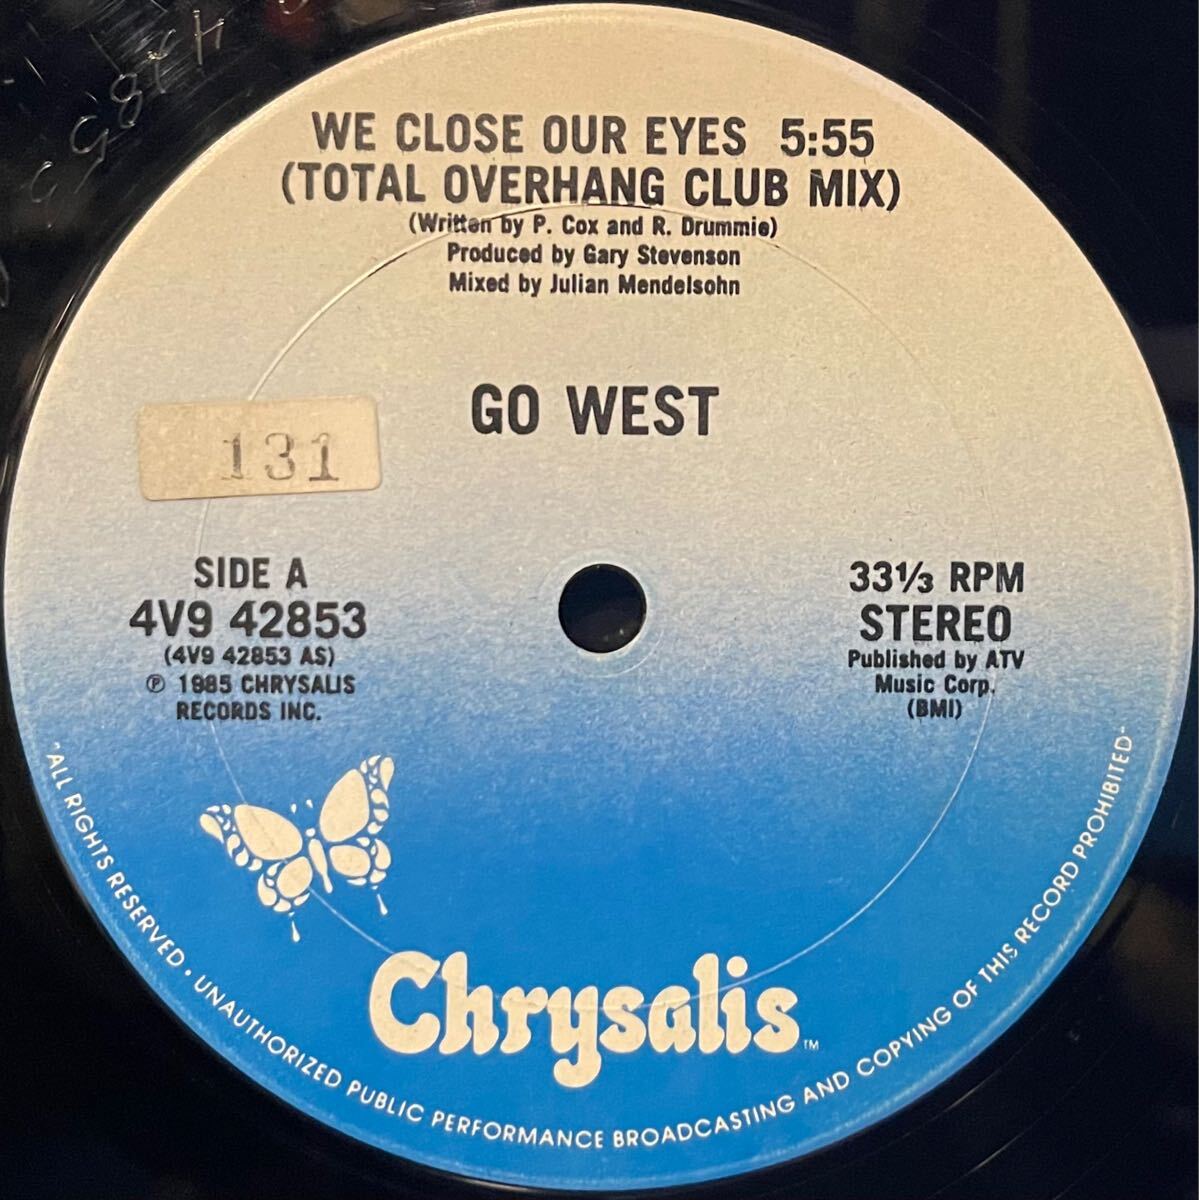 WE CLOSE OUR EYES 5:55
(TOTAL OVERHANG CLUB MIX)
(Written by P. Cox and R. Drummie)
Produced by Gary Stevenson
Mixed by Julian Mendelsohn
GO WEST
131
SIDE A
4V9 42853
(4V9 42853 AS)
℗ 1985 CHRYSALIS
RECORDS INC.
33⅓ RPM
STEREO
Published by ATV
Music Corp.
(BMI)
Chrysalis™
"ALL RIGHTS RESERVED · UNAUTHORIZED PUBLIC PERFORMANCE BROADCASTING AND COPYING OF THIS RECORD PROHIBITED"